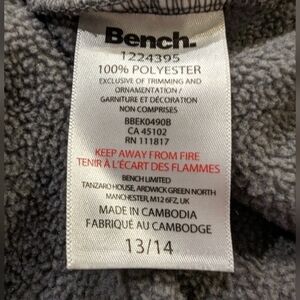 Bench.
1224395
100% POLYESTER
EXCLUSIVE OF TRIMMING AND
ORNAMENTATION /
GARNITURE ET DÉCORATION
NON COMPRISES
BBEK0490B
CA 45102
RN 111817
KEEP AWAY FROM FIRE
TENIR À L'ÉCART DES FLAMMES
BENCH LIMITED
TANZARO HOUSE, ARDWICK GREEN NORTH
MANCHESTER, M12 6FZ, UK
MADE IN CAMBODIA
FABRIQUÉ AU CAMBODGE
13/14